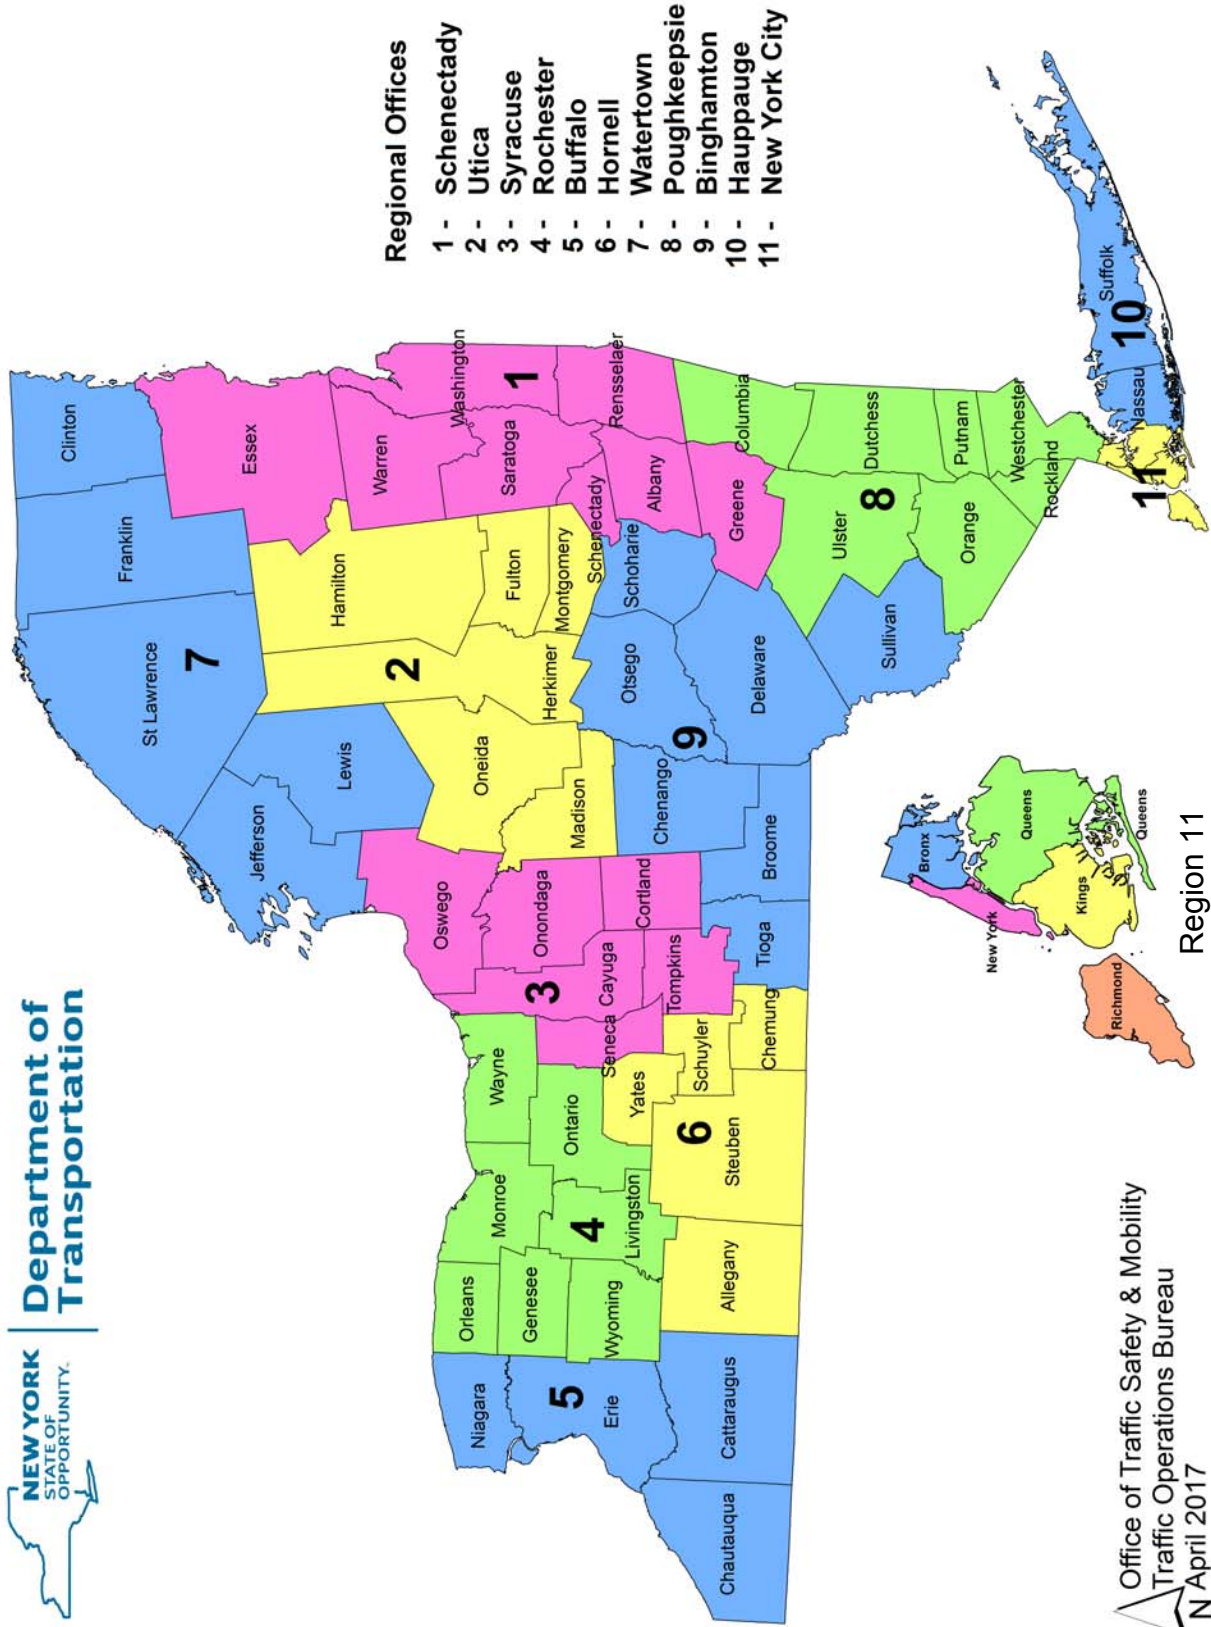 NEW YORK
STATE OF
OPPORTUNITY.
Department of
Transportation
Regional Offices
1 - Schenectady
2 - Utica
3 - Syracuse
4 - Rochester
5 - Buffalo
6 - Hornell
7 - Watertown
8 - Poughkeepsie
9 - Binghamton
10 - Hauppauge
11 - New York City
Clinton
Franklin
St Lawrence
7
Essex
Jefferson
Lewis
Hamilton
2
Warren
Washington
Herkimer
Oneida
Fulton
Saratoga
1
Montgomery
Schenectady
Rensselaer
Albany
Schoharie
Greene
Columbia
Oswego
Onondaga
Madison
Cayuga
3
Seneca
Cortland
Tompkins
Otsego
Chenango
9
Delaware
Broome
Tioga
Sullivan
Niagara
Orleans
Monroe
Wayne
Genesee
Ontario
4
Livingston
Wyoming
5
Erie
Yates
Schuyler
Chemung
6
Steuben
Allegany
Cattaraugus
Chautauqua
Ulster
8
Dutchess
Orange
Putnam
Westchester
Rockland
11
Nassau
10
Suffolk
Bronx
New York
Queens
Kings
Queens
Richmond
Region 11
Office of Traffic Safety & Mobility
Traffic Operations Bureau
N April 2017